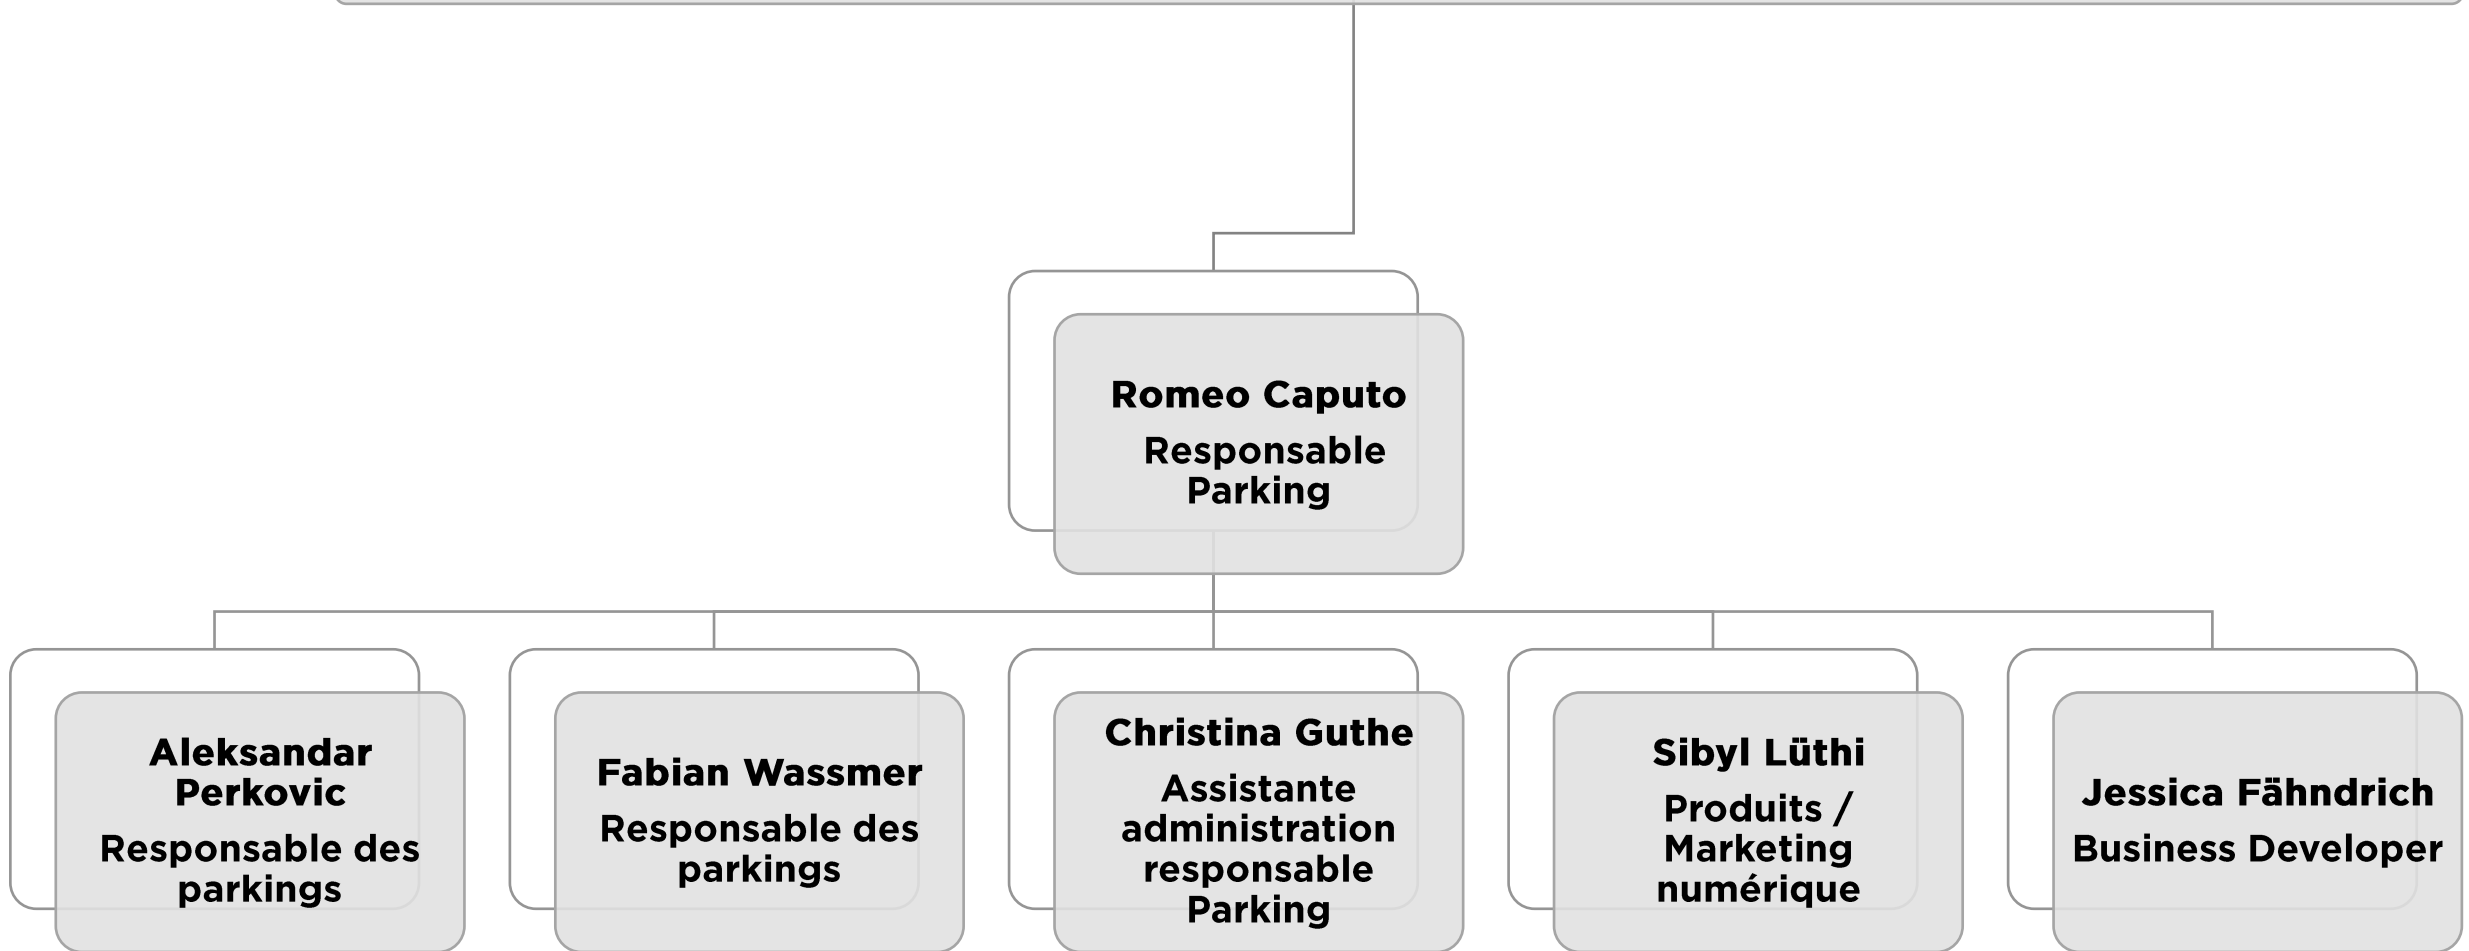 Romeo Caputo
Responsable
Parking
Aleksandar
Perkovic
Responsable des
parkings
Fabian Wassmer
Responsable des
parkings
Christina Guthe
Assistante
administration
responsable
Parking
Sibyl Lüthi
Produits /
Marketing
numérique
Jessica Fähndrich
Business Developer